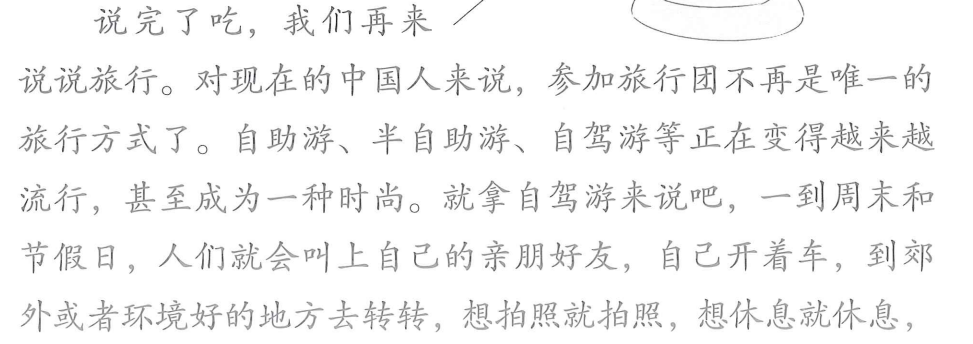 说完了吃，我们再来
说说旅行。对现在的中国人来说，参加旅行团不再是唯一的
旅行方式了。自助游、半自助游、自驾游等正在变得越来越
流行，甚至成为一种时尚。就拿自驾游来说吧，一到周末和
节假日，人们就会叫上自己的亲朋好友，自己开着车，到郊
外或者环境好的地方去转转，想拍照就拍照，想休息就休息，